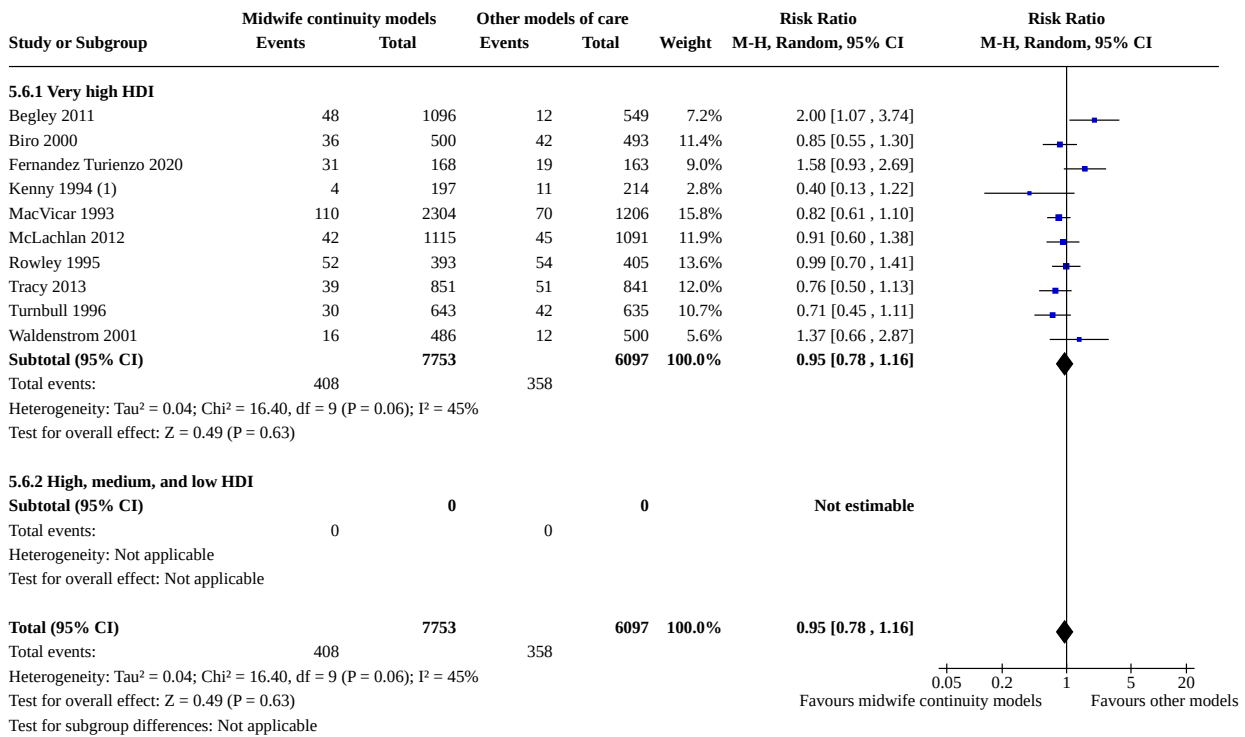 Midwife continuity models Other models of care Risk Ratio Risk Ratio
Study or Subgroup Events Total Events Total Weight M-H, Random, 95% CI M-H, Random, 95% CI
5.6.1 Very high HDI
Begley 2011 48 1096 12 549 7.2% 2.00 [1.07 , 3.74]
Biro 2000 36 500 42 493 11.4% 0.85 [0.55 , 1.30]
Fernandez Turienzo 2020 31 168 19 163 9.0% 1.58 [0.93 , 2.69]
Kenny 1994 (1) 4 197 11 214 2.8% 0.40 [0.13 , 1.22]
MacVicar 1993 110 2304 70 1206 15.8% 0.82 [0.61 , 1.10]
McLachlan 2012 42 1115 45 1091 11.9% 0.91 [0.60 , 1.38]
Rowley 1995 52 393 54 405 13.6% 0.99 [0.70 , 1.41]
Tracy 2013 39 851 51 841 12.0% 0.76 [0.50 , 1.13]
Turnbull 1996 30 643 42 635 10.7% 0.71 [0.45 , 1.11]
Waldenstrom 2001 16 486 12 500 5.6% 1.37 [0.66 , 2.87]
Subtotal (95% CI) 7753 6097 100.0% 0.95 [0.78 , 1.16]
Total events: 408 358
Heterogeneity: Tau² = 0.04; Chi² = 16.40, df = 9 (P = 0.06); I² = 45%
Test for overall effect: Z = 0.49 (P = 0.63)
5.6.2 High, medium, and low HDI
Subtotal (95% CI) 0 0 Not estimable
Total events: 0 0
Heterogeneity: Not applicable
Test for overall effect: Not applicable
Total (95% CI) 7753 6097 100.0% 0.95 [0.78 , 1.16]
Total events: 408 358
Heterogeneity: Tau² = 0.04; Chi² = 16.40, df = 9 (P = 0.06); I² = 45% 0.05 0.2 1 5 20
Test for overall effect: Z = 0.49 (P = 0.63) Favours midwife continuity models Favours other models
Test for subgroup differences: Not applicable